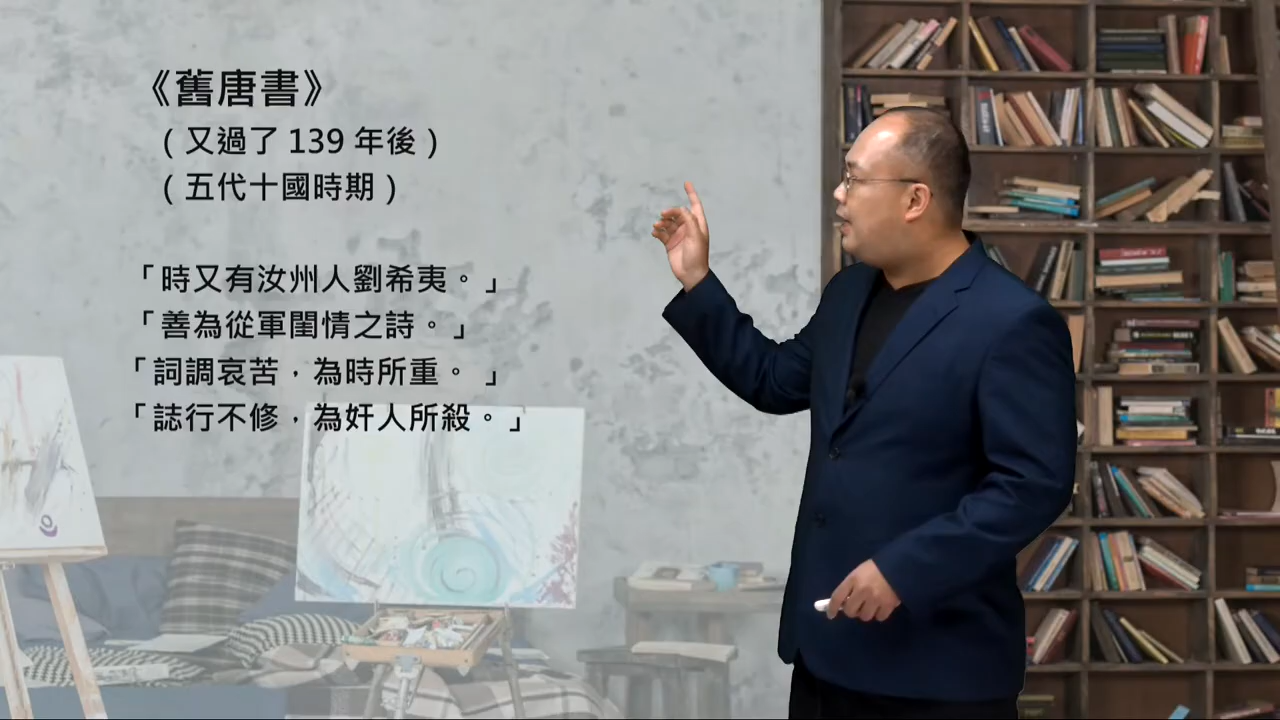 《舊唐書》
（又過了 139 年後）
（五代十國時期）
「時又有汝州人劉希夷。」
「善為從軍閨情之詩。」
「詞調哀苦，為時所重。 」
「誌行不修，為奸人所殺。」